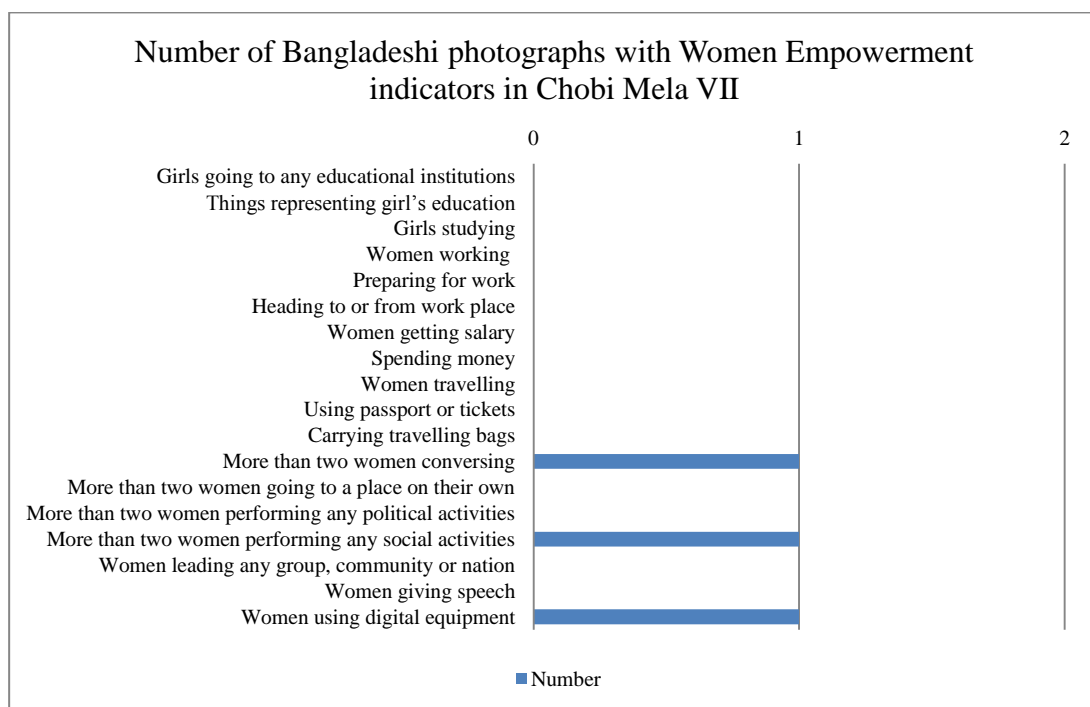 Number of Bangladeshi photographs with Women Empowerment
indicators in Chobi Mela VII
0 1 2
Girls going to any educational institutions
Things representing girl’s education
Girls studying
Women working
Preparing for work
Heading to or from work place
Women getting salary
Spending money
Women travelling
Using passport or tickets
Carrying travelling bags
More than two women conversing
More than two women going to a place on their own
More than two women performing any political activities
More than two women performing any social activities
Women leading any group, community or nation
Women giving speech
Women using digital equipment
Number